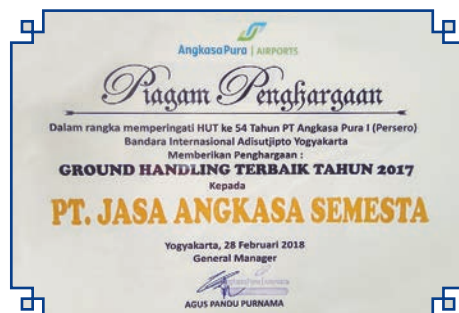 AngkasaPura | AIRPORTS
Piagam Penghargaan
Dalam rangka memperingati HUT ke 54 Tahun PT Angkasa Pura I (Persero)
Bandara Internasional Adisutjipto Yogyakarta
Memberikan Penghargaan :
GROUND HANDLING TERBAIK TAHUN 2017
Kepada
PT. JASA ANGKASA SEMESTA
Yogyakarta, 28 Februari 2018
General Manager
AGUS PANDU PURNAMA